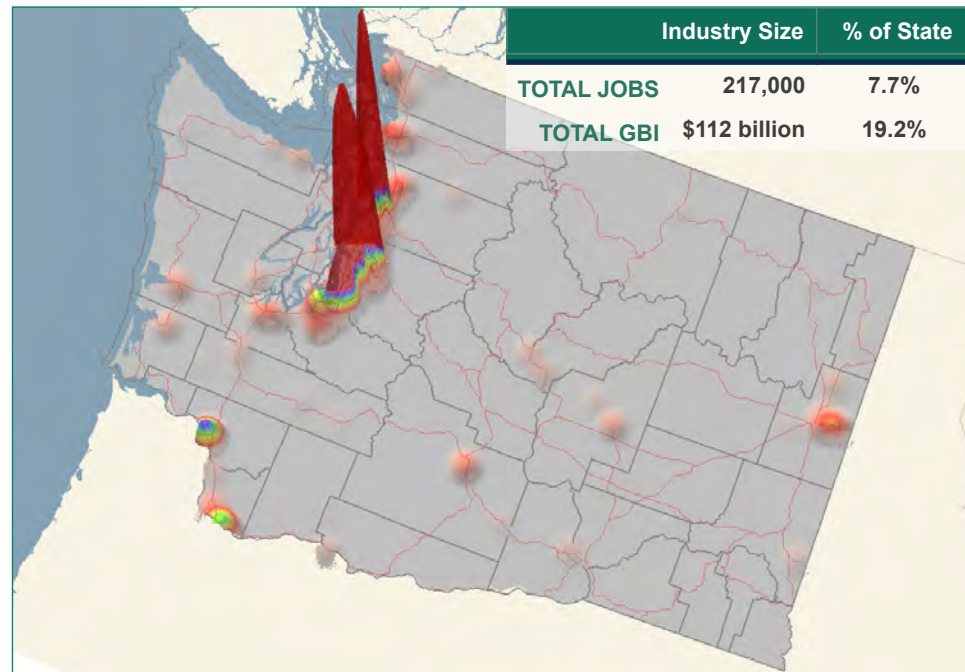 Industry Size % of State
TOTAL JOBS 217,000 7.7%
TOTAL GBI $112 billion 19.2%